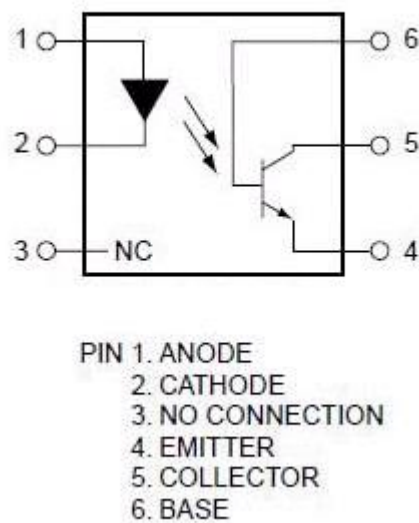 1
6
2
5
3
NC
4
PIN 1. ANODE
2. CATHODE
3. NO CONNECTION
4. EMITTER
5. COLLECTOR
6. BASE